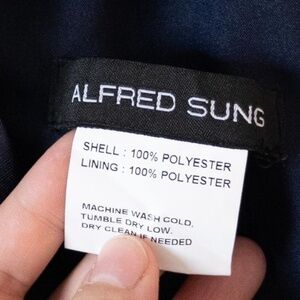 ALFRED SUNG
SHELL : 100% POLYESTER
LINING : 100% POLYESTER
MACHINE WASH COLD,
TUMBLE DRY LOW.
DRY CLEAN IF NEEDED